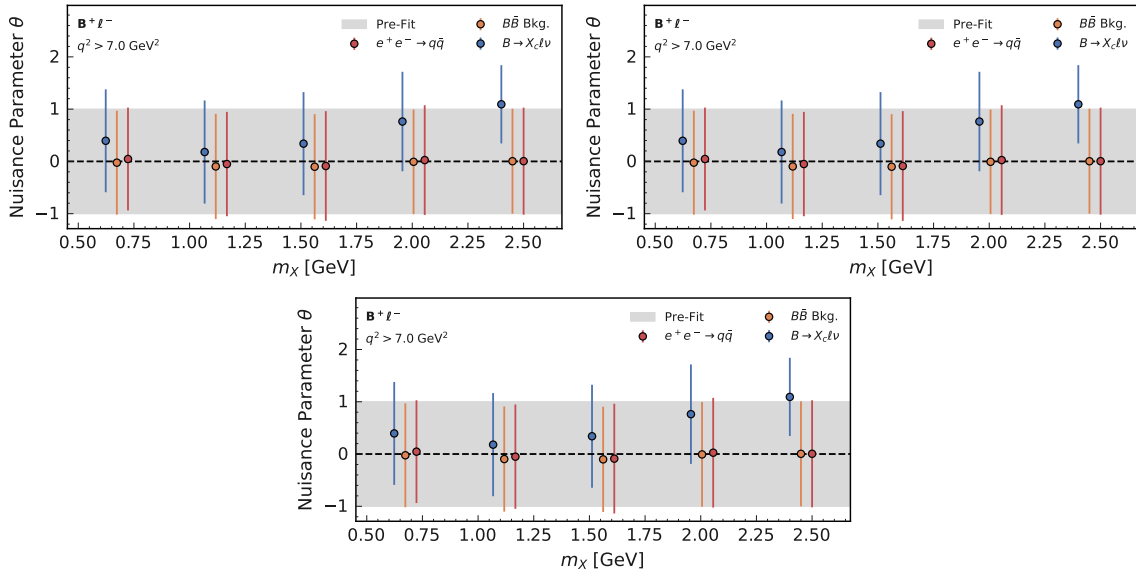 B⁺ℓ⁻
q² > 7.0 GeV²
Pre-Fit
e⁺e⁻ → qq̄
BB̄ Bkg.
B → X_cℓν
Nuisance Parameter θ
2
1
0
−1
0.50 0.75 1.00 1.25 1.50 1.75 2.00 2.25 2.50
m_X [GeV]
B⁺ℓ⁻
q² > 7.0 GeV²
Pre-Fit
e⁺e⁻ → qq̄
BB̄ Bkg.
B → X_cℓν
Nuisance Parameter θ
2
1
0
−1
0.50 0.75 1.00 1.25 1.50 1.75 2.00 2.25 2.50
m_X [GeV]
B⁺ℓ⁻
q² > 7.0 GeV²
Pre-Fit
e⁺e⁻ → qq̄
BB̄ Bkg.
B → X_cℓν
Nuisance Parameter θ
2
1
0
−1
0.50 0.75 1.00 1.25 1.50 1.75 2.00 2.25 2.50
m_X [GeV]